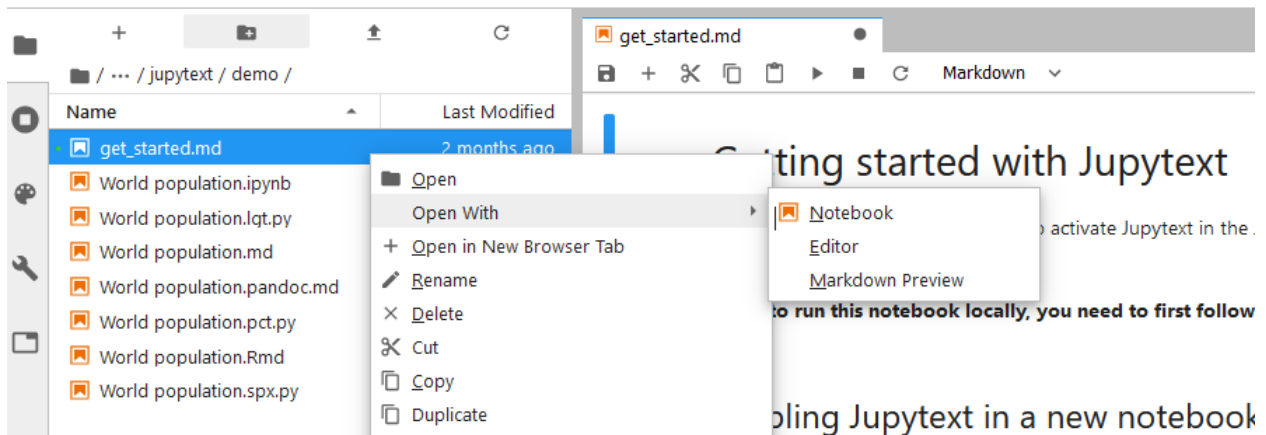 get_started.md
/ ··· / jupytext / demo /
Markdown
Name Last Modified
get_started.md 2 months ago
World population.ipynb
World population.lgt.py
World population.md
World population.pandoc.md
World population.pct.py
World population.Rmd
World population.spx.py
Open
Open With
Open in New Browser Tab
Rename
Delete
Cut
Copy
Duplicate
Notebook
Editor
Markdown Preview
started with Jupytext
activate Jupytext in the
to run this notebook locally, you need to first follow
Jupytext in a new notebook